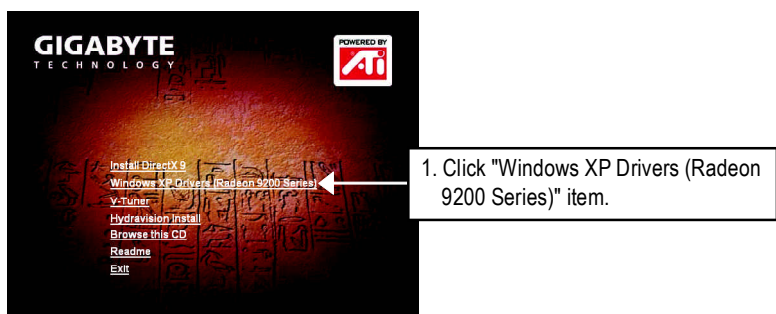 GIGABYTE
TECHNOLOGY
POWERED BY
ATi
Install DirectX 9
Windows XP Drivers (Radeon 9200 Series)
V-Tuner
Hydravision Install
Browse this CD
Readme
Exit
1. Click "Windows XP Drivers (Radeon
9200 Series)" item.